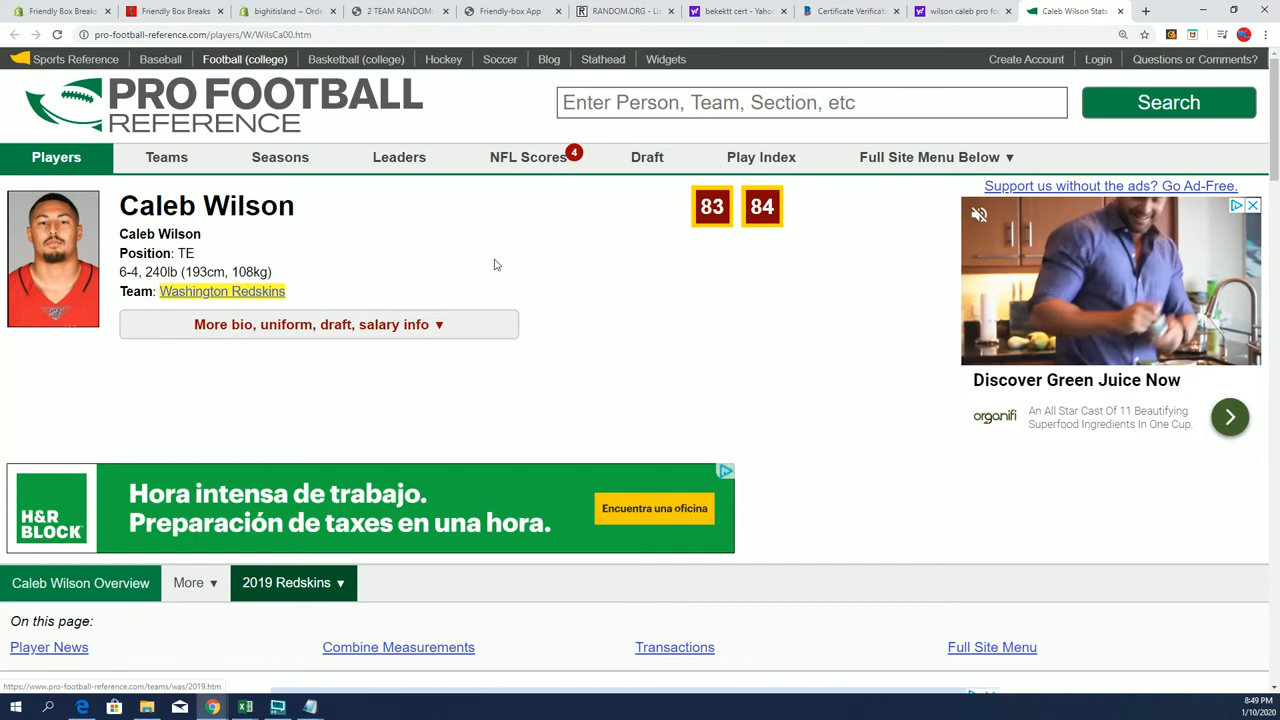 Friendly Box Breaks
Friendly Box Breaks
bighitisland ~ Orde
2 TEAM RANDOM:
Friendly-box App
RANDOM.ORG - Li
bekektt cert - Yaho
Certificate Verificati
wilson caleb pro fo
Caleb Wilson Stats
pro-football-reference.com/players/W/WilsCa00.htm
Sports Reference Baseball Football (college) Basketball (college) Hockey Soccer Blog Stathead Widgets Create Account Login Questions or Comments?
PRO FOOTBALL
REFERENCE
Enter Person, Team, Section, etc
Search
Players Teams Seasons Leaders NFL Scores 4 Draft Play Index Full Site Menu Below ▼
Support us without the ads? Go Ad-Free.
Caleb Wilson
83 84
Caleb Wilson
Position: TE
6-4, 240lb (193cm, 108kg)
Team: Washington Redskins
More bio, uniform, draft, salary info ▼
Discover Green Juice Now
organifi
An All Star Cast Of 11 Beautifying
Superfood Ingredients In One Cup.
H&R
BLOCK
Hora intensa de trabajo.
Preparación de taxes en una hora.
Encuentra una oficina
Caleb Wilson Overview More ▼ 2019 Redskins ▼
On this page:
Player News Combine Measurements Transactions Full Site Menu
https://www.pro-football-reference.com/teams/was/2019.htm
8:49 PM
1/10/2020